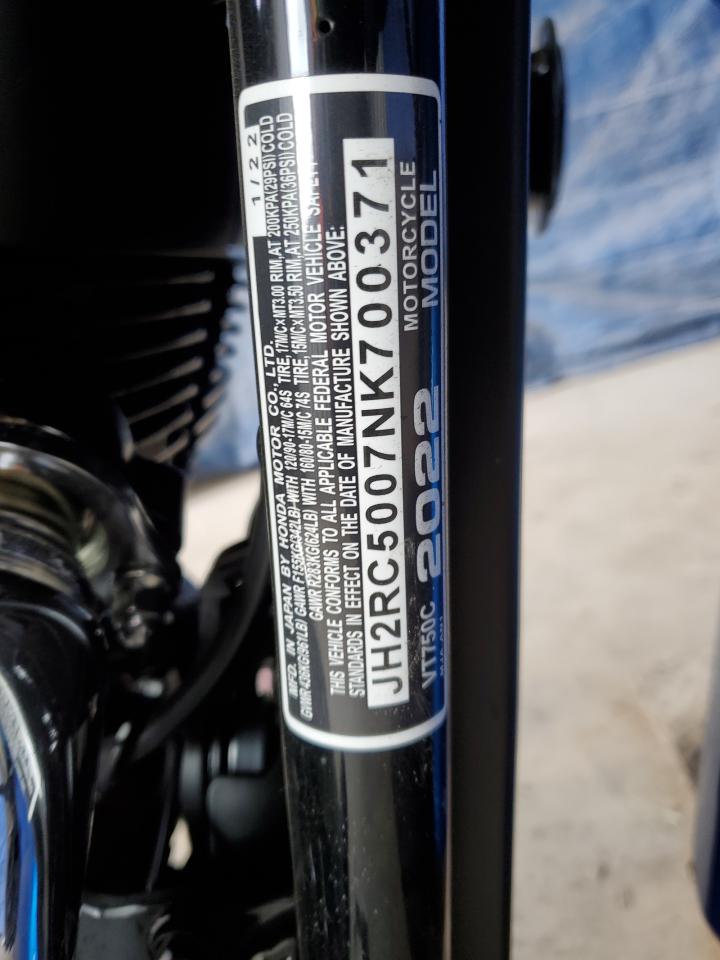 MFD. IN JAPAN BY HONDA MOTOR CO., LTD. 1/22
GVWR 436KG(961LB) GAWR F155KG(342LB) WITH 120/90-17M/C 64S TIRE, 17M/C×MT3.00 RIM, AT 200KPA(29PSI)COLD
GAWR R283KG(624LB) WITH 160/80-15M/C 74S TIRE, 15M/C×MT3.50 RIM, AT 250KPA(36PSI)COLD
THIS VEHICLE CONFORMS TO ALL APPLICABLE FEDERAL MOTOR VEHICLE SAFETY
STANDARDS IN EFFECT ON THE DATE OF MANUFACTURE SHOWN ABOVE:
JH2RC5007NK700371
MOTORCYCLE
VT750C 2022 MODEL